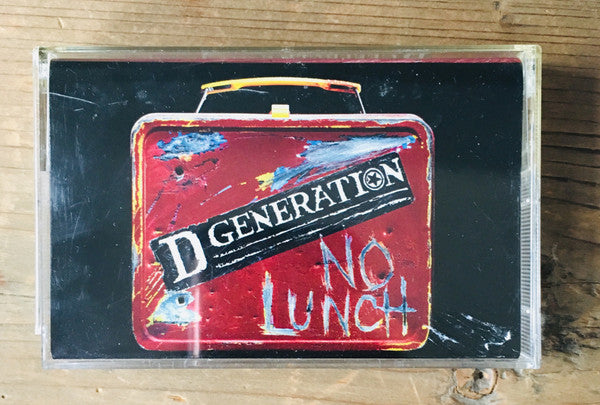 D GENERATION
NO
LUNCH